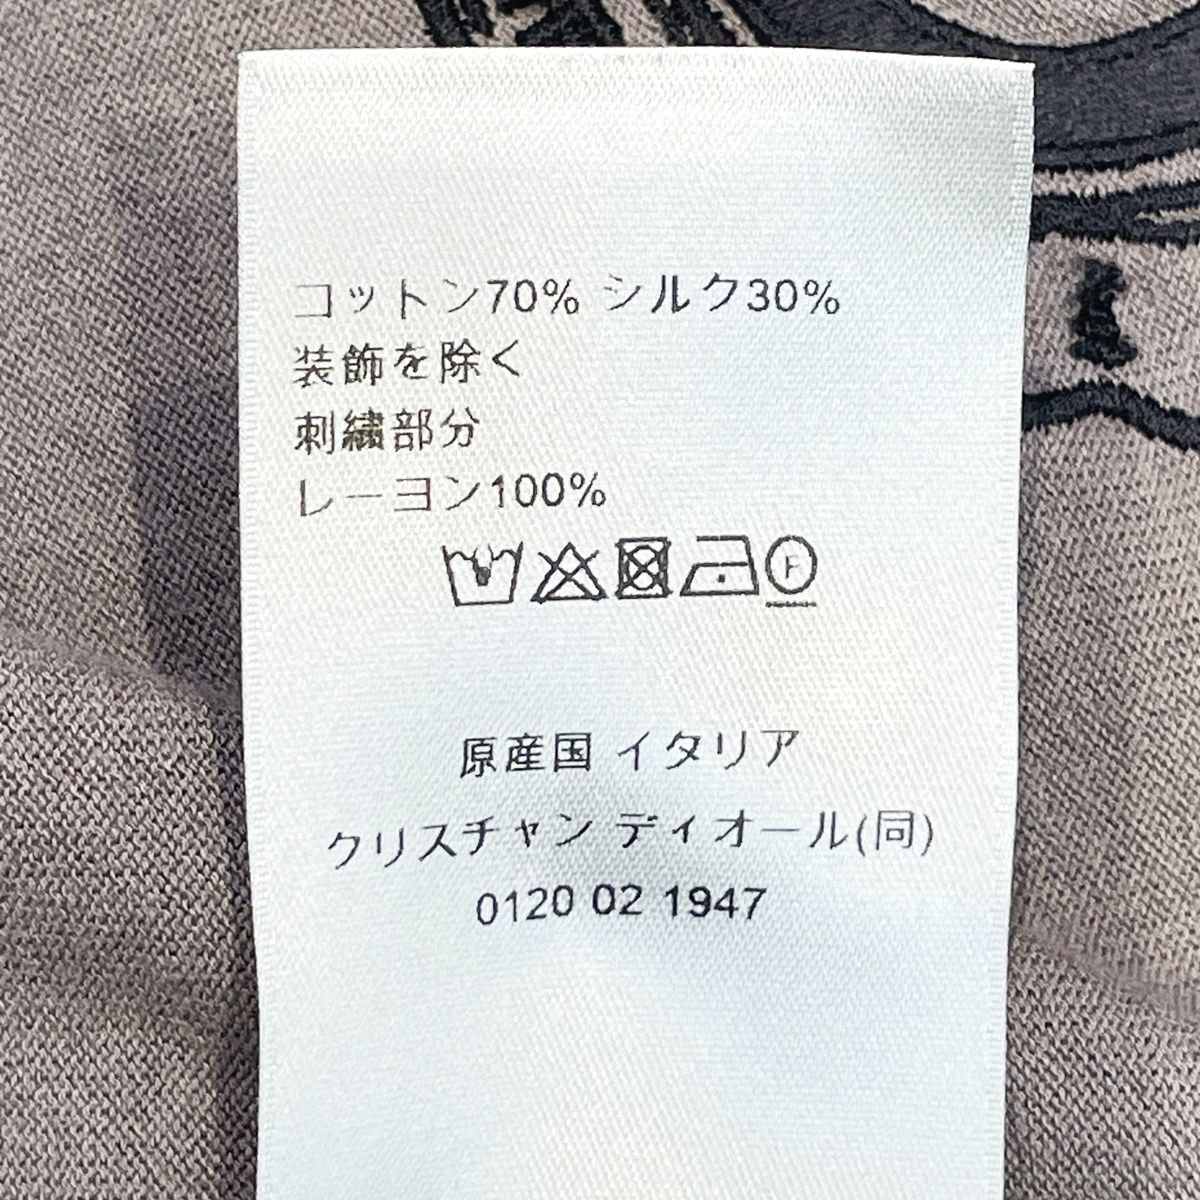 コットン70% シルク30%
装飾を除く
刺繍部分
レーヨン100%
F
原産国 イタリア
クリスチャン ディオール(同)
0120 02 1947